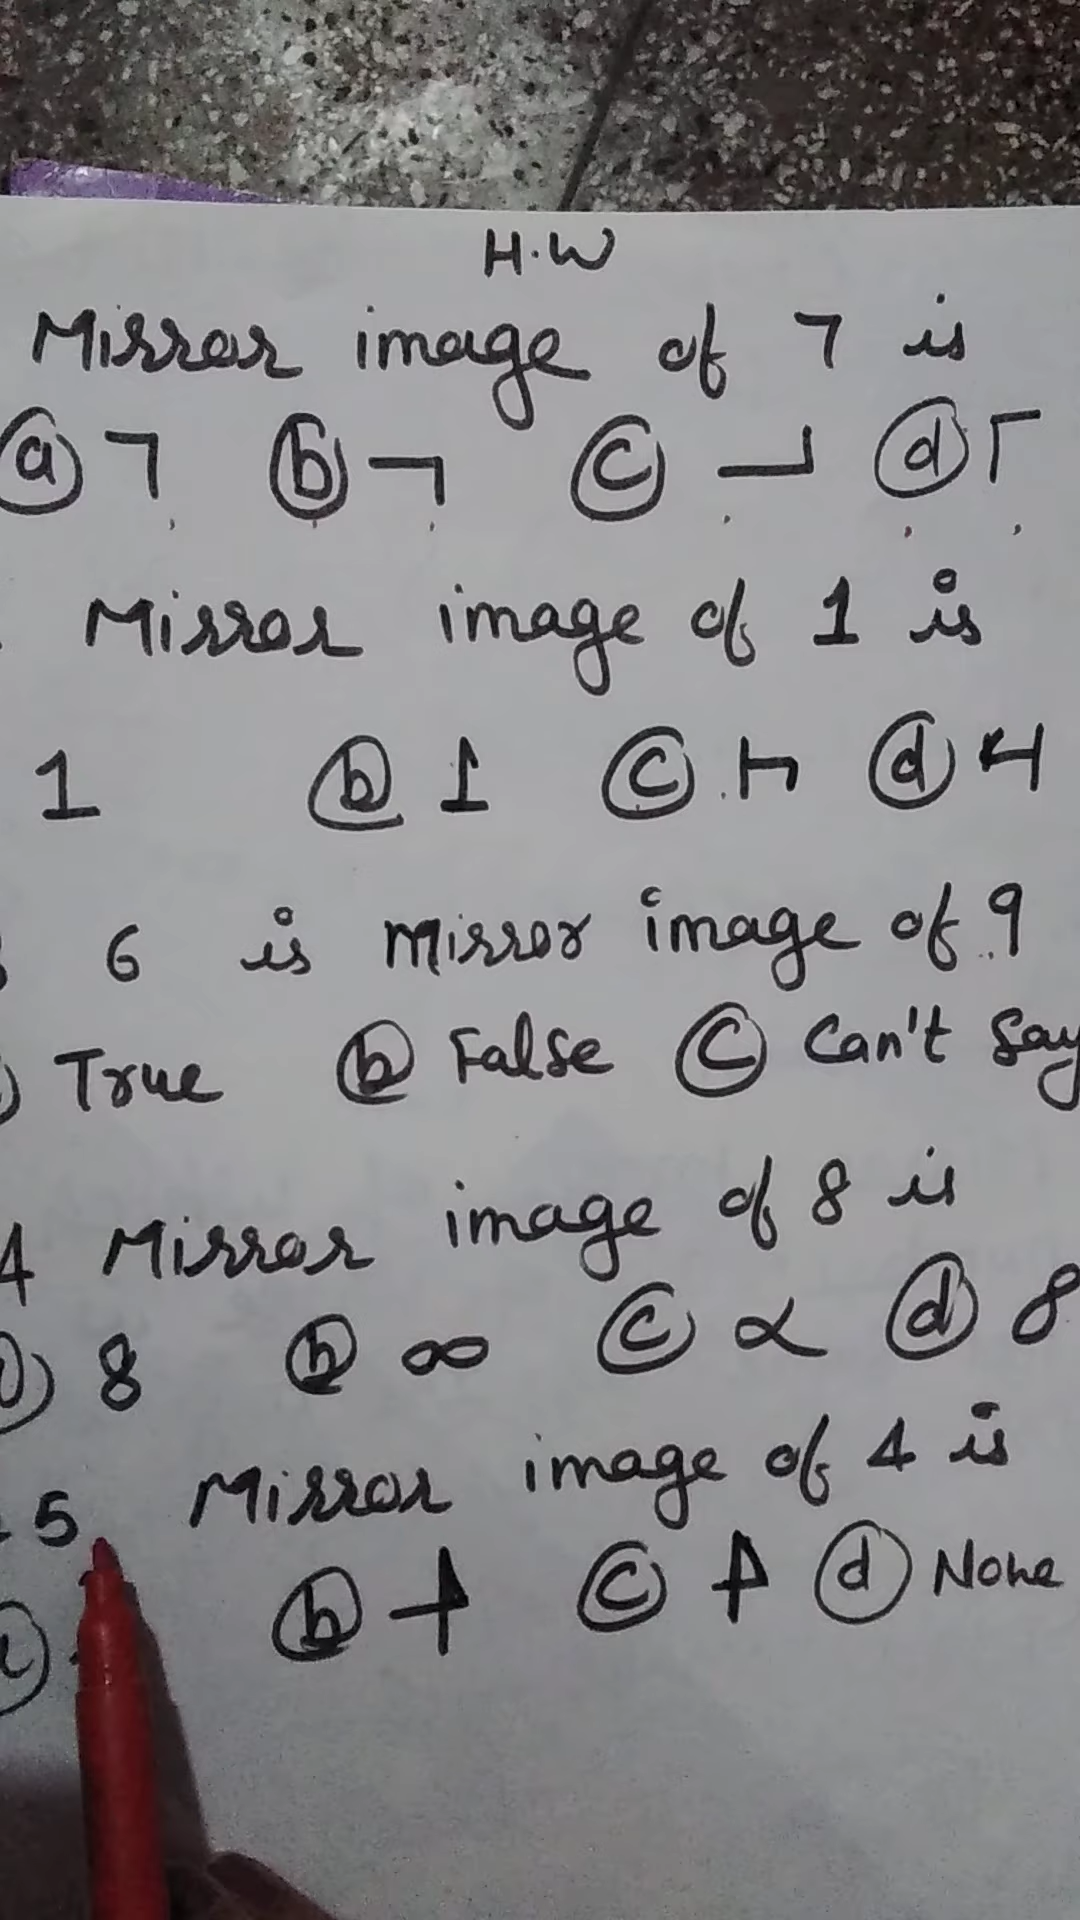 H.W
Mirror image of 7 is
(a) ㄱ (b) ¬ (c) ⅃ (d) Γ
Mirror image of 1 is
1 (b) 1 (c) (d)
6 is mirror image of 9
True (b) False (c) Can't Say
4 Mirror image of 8 is
8 (b) ∞ (c) ∝ (d) 8
5 Mirror image of 4 is
(b) (c) (d) None